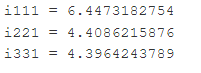 i111 = 6.4473182754
i221 = 4.4086215876
i331 = 4.3964243789